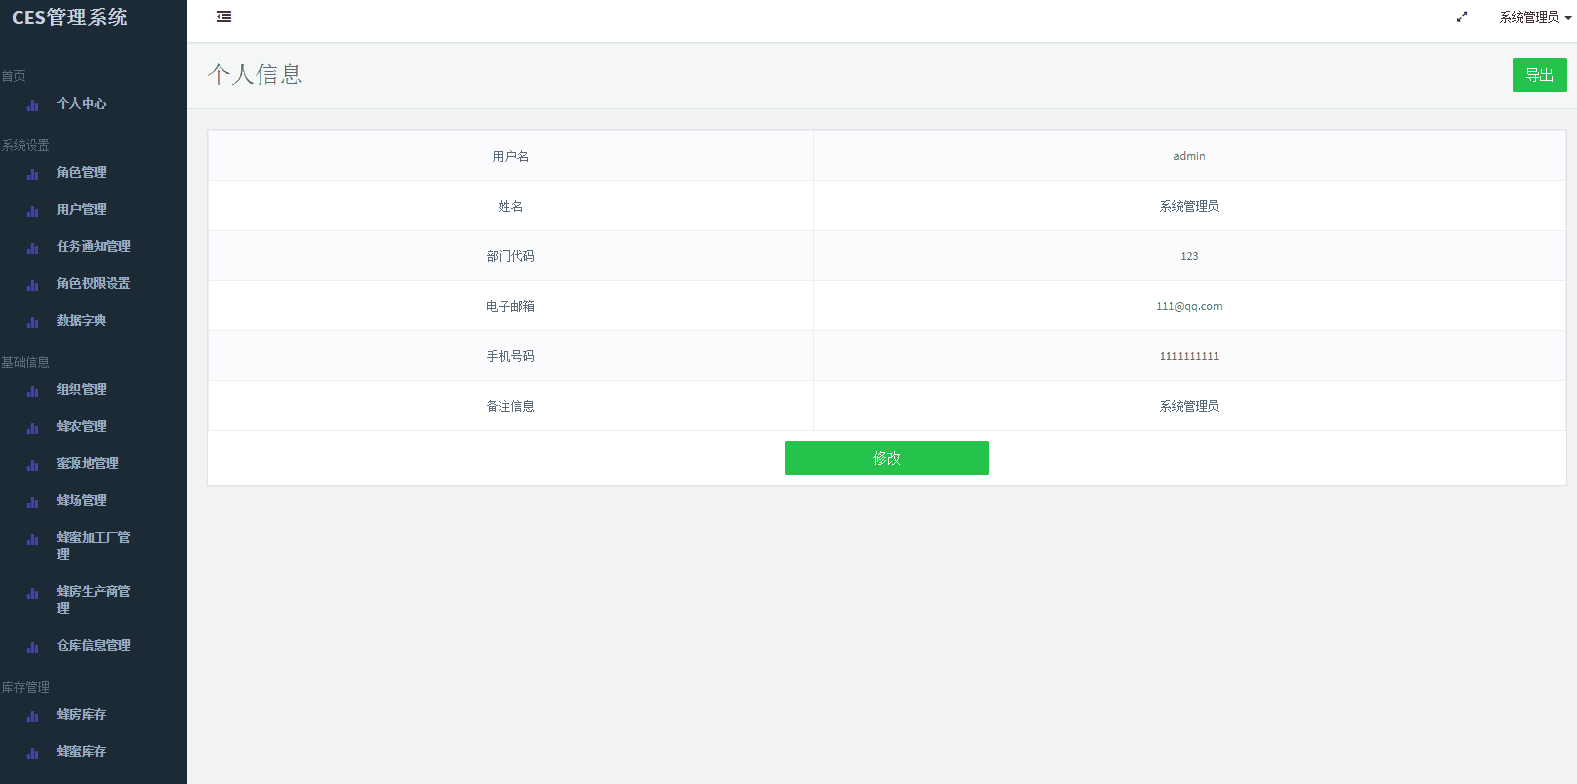 CES管理系统
首页
个人中心
系统设置
角色管理
用户管理
任务通知管理
角色权限设置
数据字典
基础信息
组织管理
蜂农管理
蜜源地管理
蜂场管理
蜂蜜加工厂管
理
蜂房生产商管
理
仓库信息管理
库存管理
蜂房库存
蜂蜜库存
系统管理员
个人信息
导出
用户名 admin
姓名 系统管理员
部门代码 123
电子邮箱 111@qq.com
手机号码 1111111111
备注信息 系统管理员
修改